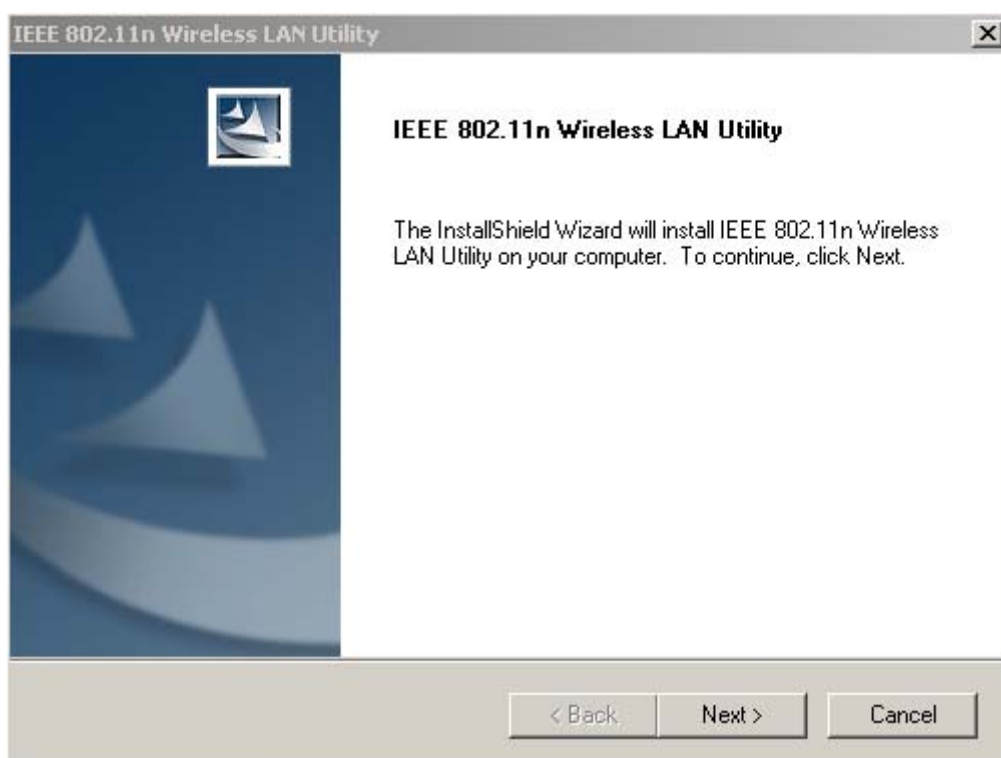 IEEE 802.11n Wireless LAN Utility
IEEE 802.11n Wireless LAN Utility
The InstallShield Wizard will install IEEE 802.11n Wireless
LAN Utility on your computer.  To continue, click Next.
< Back
Next >
Cancel